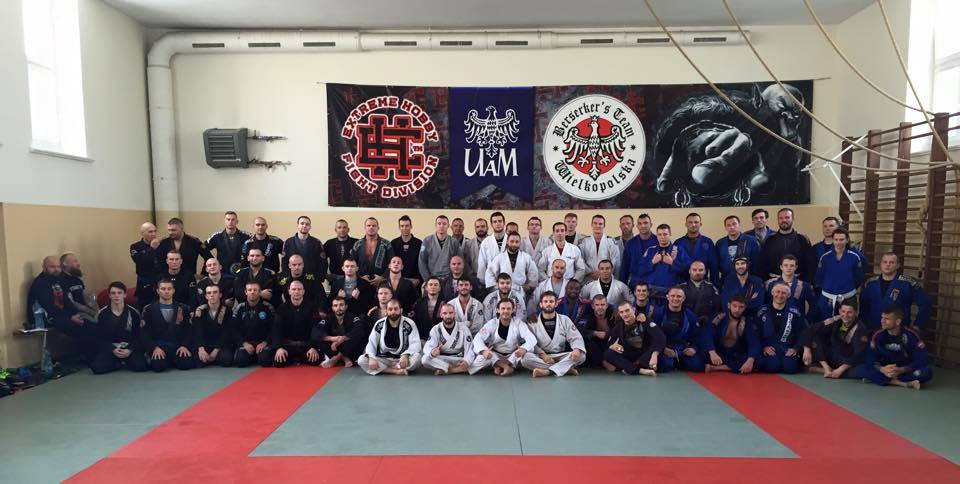 EXTREME HOBBY
FIGHT DIVISION
UAM
Berserker's Team
Wielkopolska